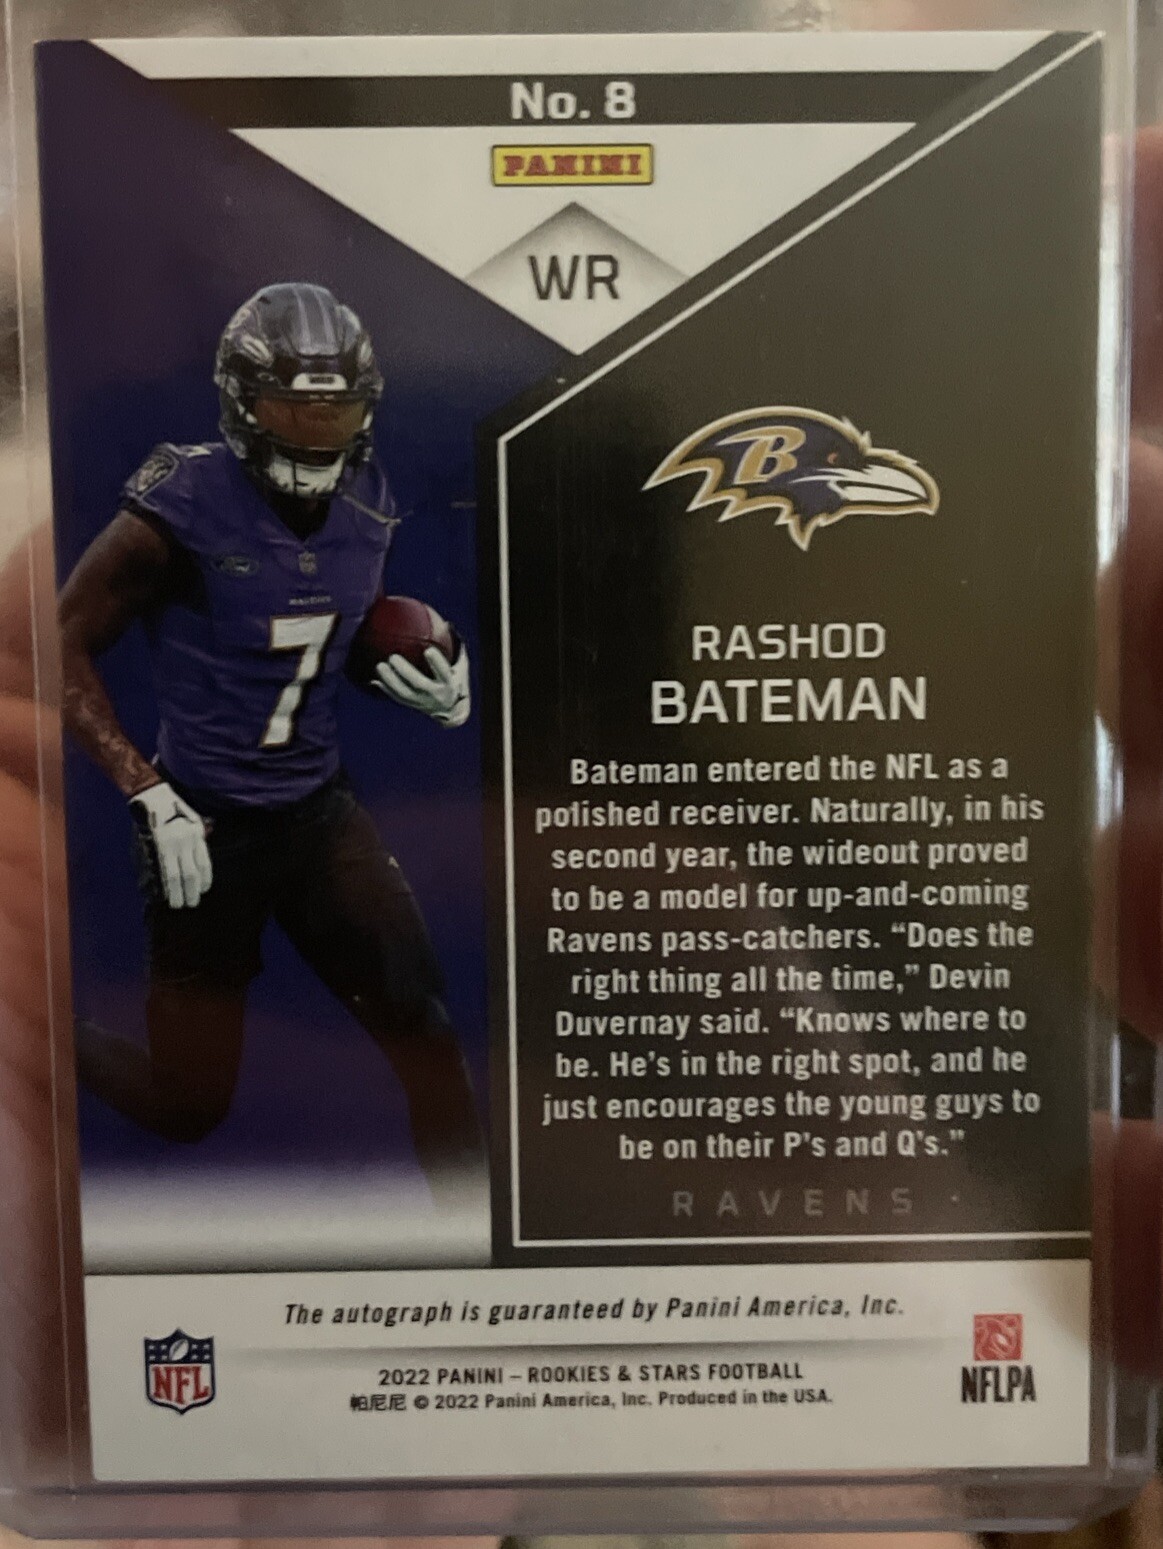 No. 8
PANINI
WR
B
RASHOD
BATEMAN
7
Bateman entered the NFL as a
polished receiver. Naturally, in his
second year, the wideout proved
to be a model for up-and-coming
Ravens pass-catchers. “Does the
right thing all the time,” Devin
Duvernay said. “Knows where to
be. He's in the right spot, and he
just encourages the young guys to
be on their P's and Q's.”
RAVENS
The autograph is guaranteed by Panini America, Inc.
NFL
2022 PANINI – ROOKIES & STARS FOOTBALL
帕尼尼 © 2022 Panini America, Inc. Produced in the USA.
NFLPA